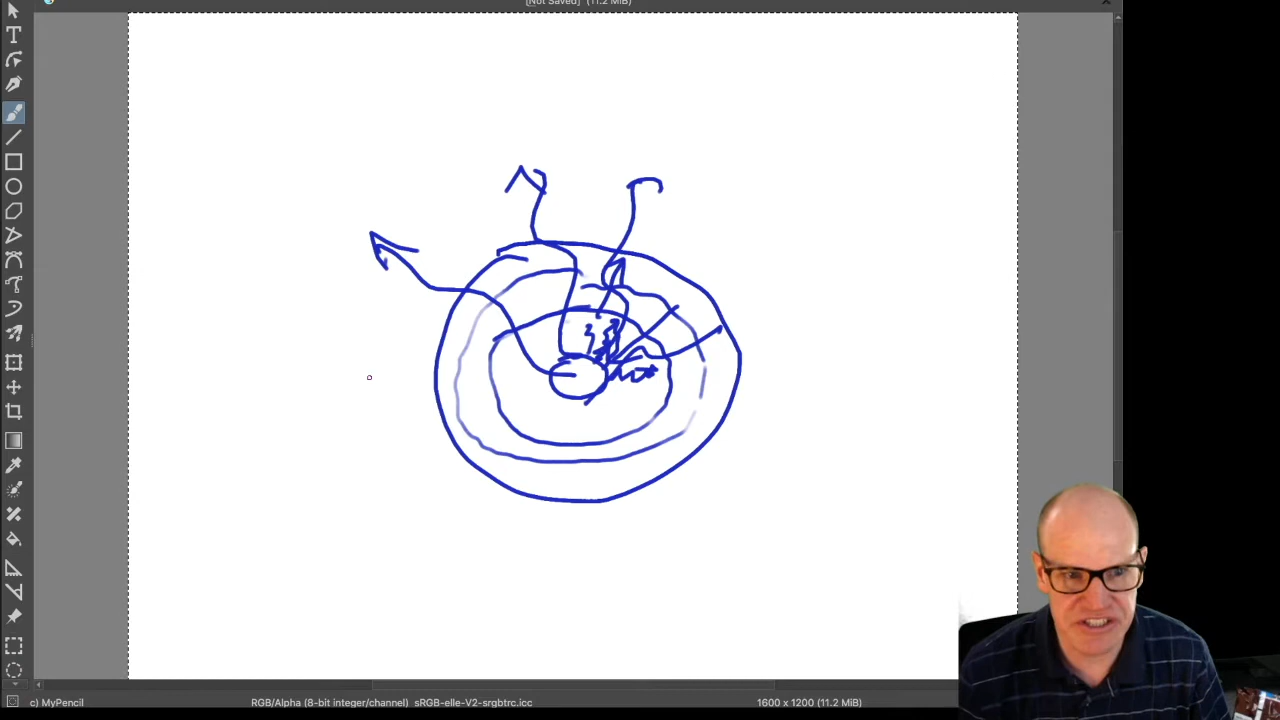 [Not Saved] (11.2 MiB)
c) MyPencil
RGB/Alpha (8-bit integer/channel) sRGB-elle-V2-srgbtrc.icc
1600 x 1200 (11.2 MiB)